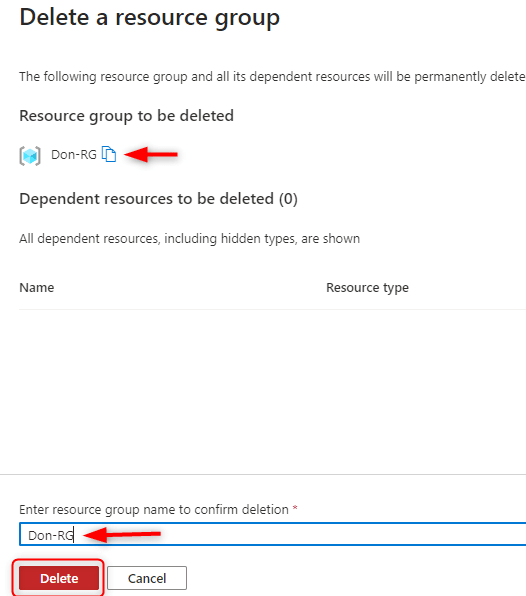 Delete a resource group
The following resource group and all its dependent resources will be permanently delete
Resource group to be deleted
Don-RG
Dependent resources to be deleted (0)
All dependent resources, including hidden types, are shown
Name Resource type
Enter resource group name to confirm deletion *
Don-RG
Delete Cancel